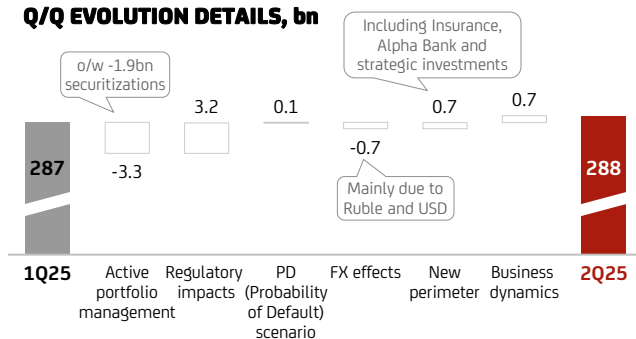 Q/Q EVOLUTION DETAILS, bn
o/w -1.9bn
securitizations
Including Insurance,
Alpha Bank and
strategic investments
287
-3.3
3.2
0.1
-0.7
0.7
0.7
288
Mainly due to
Ruble and USD
1Q25
Active
portfolio
management
Regulatory
impacts
PD
(Probability
of Default)
scenario
FX effects
New
perimeter
Business
dynamics
2Q25